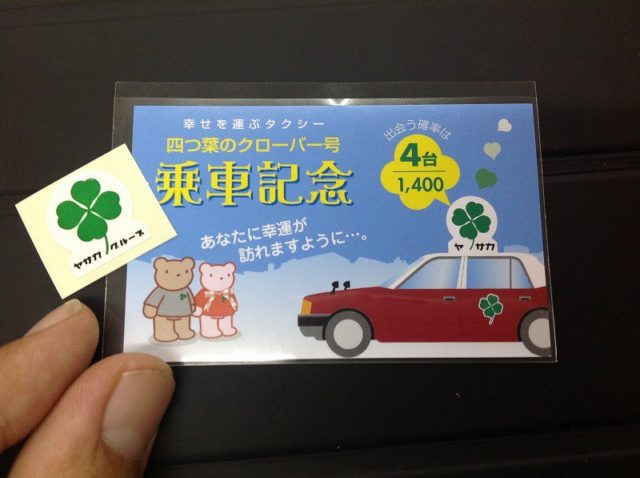 幸せを運ぶタクシー
四つ葉のクローバー号
乗車記念
あなたに幸運が
訪れますように…。
出会う確率は
4台
1,400
ヤサカ
ヤサカグループ